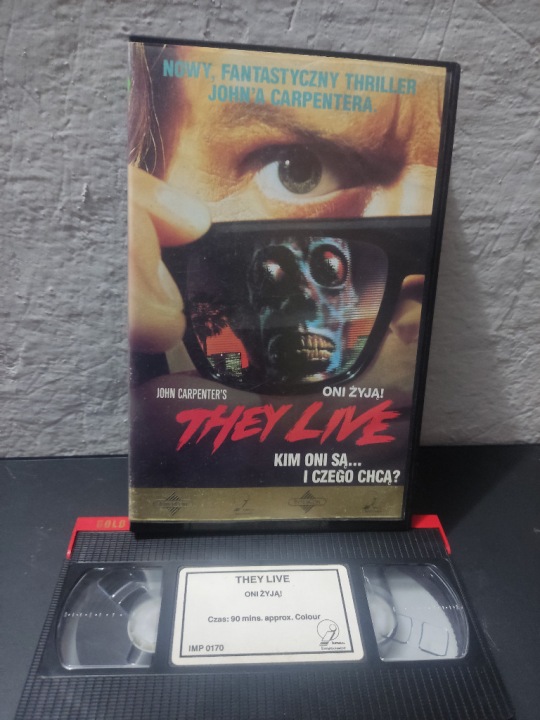 NOWY, FANTASTYCZNY THRILLER
JOHN'A CARPENTERA.
ONI ŻYJĄ!
JOHN CARPENTER'S
THEY LIVE
KIM ONI SĄ...
I CZEGO CHCĄ?
GOLD
THEY LIVE
ONI ŻYJĄ!
Czas: 90 mins. approx. Colour
IMP 0170